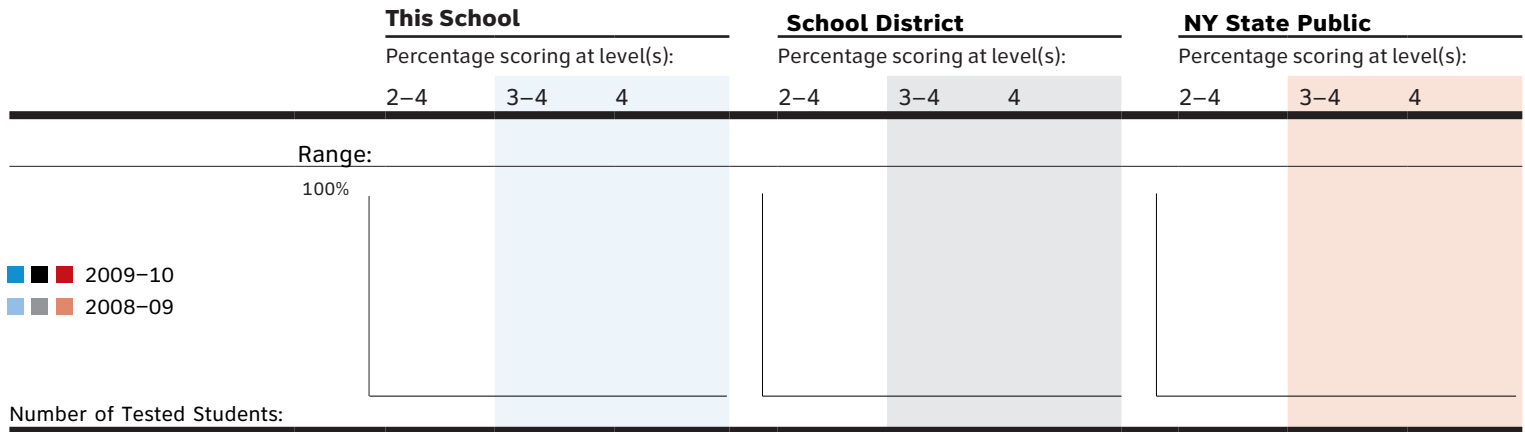 This School School District NY State Public
Percentage scoring at level(s): Percentage scoring at level(s): Percentage scoring at level(s):
2–4 3–4 4 2–4 3–4 4 2–4 3–4 4
Range:
100%
2009–10
2008–09
Number of Tested Students: